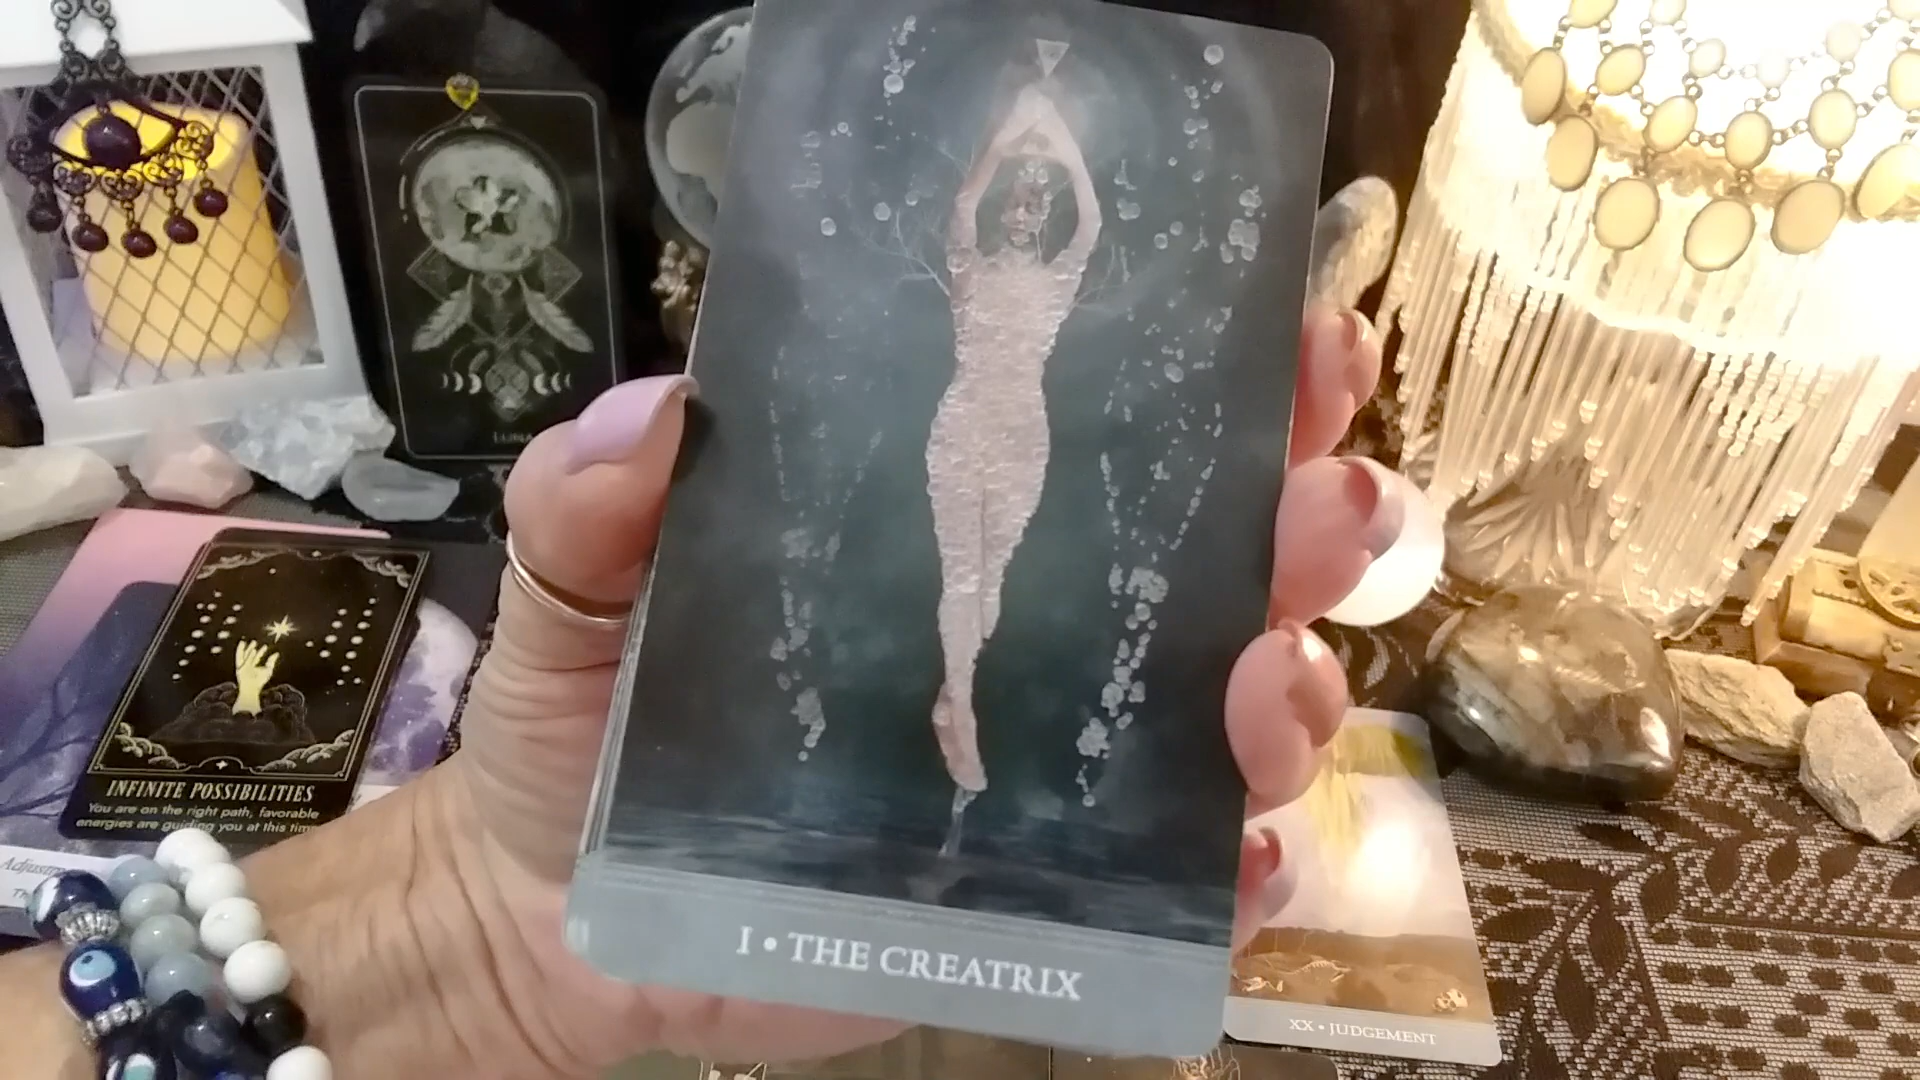 LUNA
INFINITE POSSIBILITIES
You are on the right path, favorable
energies are guiding you at this time
I • THE CREATRIX
XX • JUDGEMENT